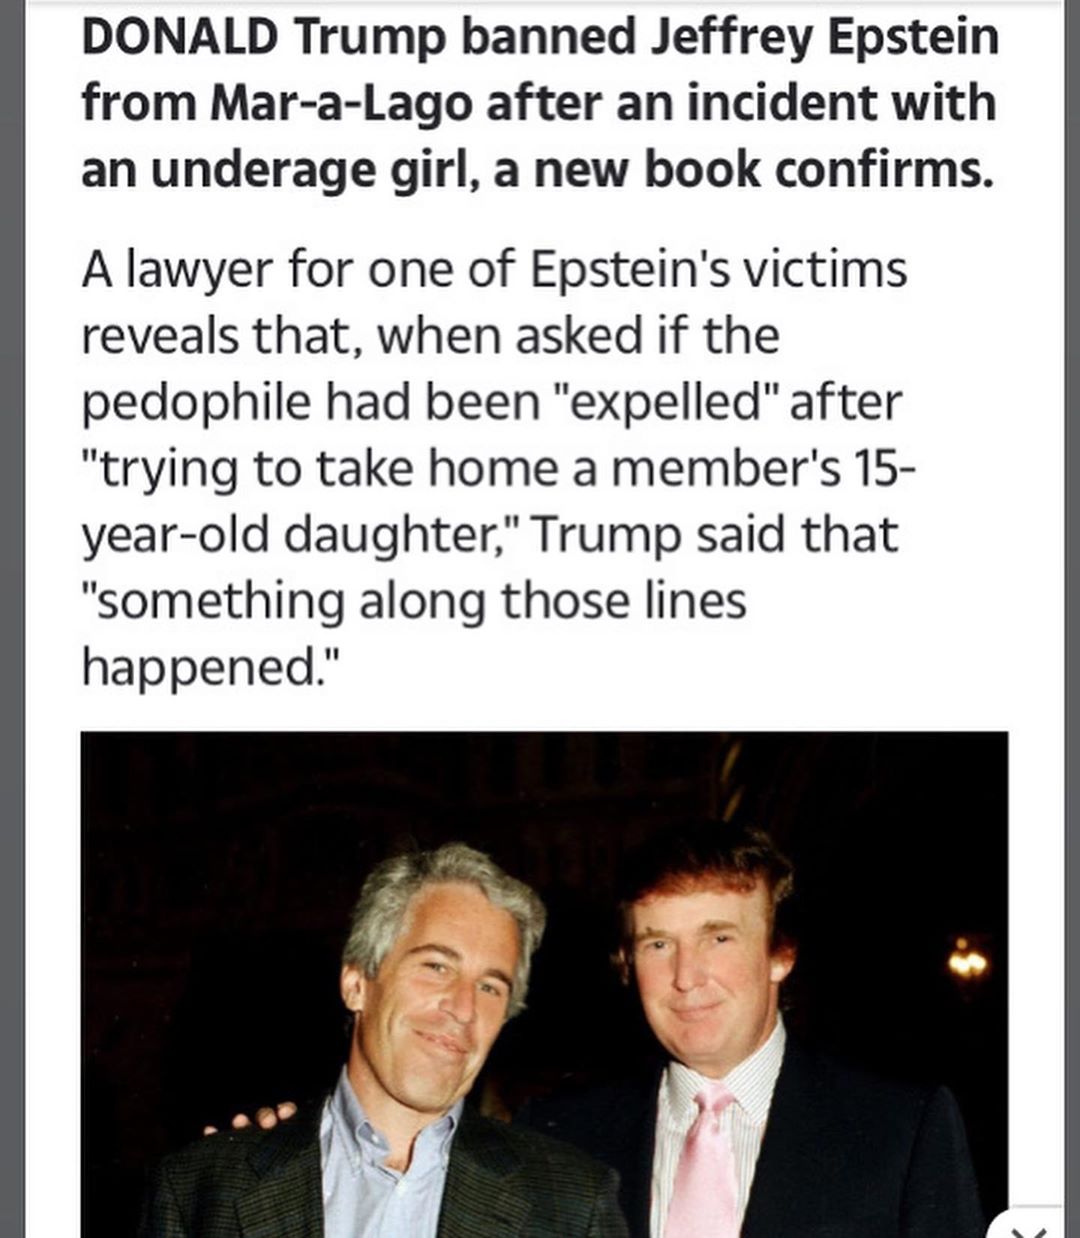 DONALD Trump banned Jeffrey Epstein
from Mar-a-Lago after an incident with
an underage girl, a new book confirms.
A lawyer for one of Epstein's victims
reveals that, when asked if the
pedophile had been "expelled" after
"trying to take home a member's 15-
year-old daughter," Trump said that
"something along those lines
happened."